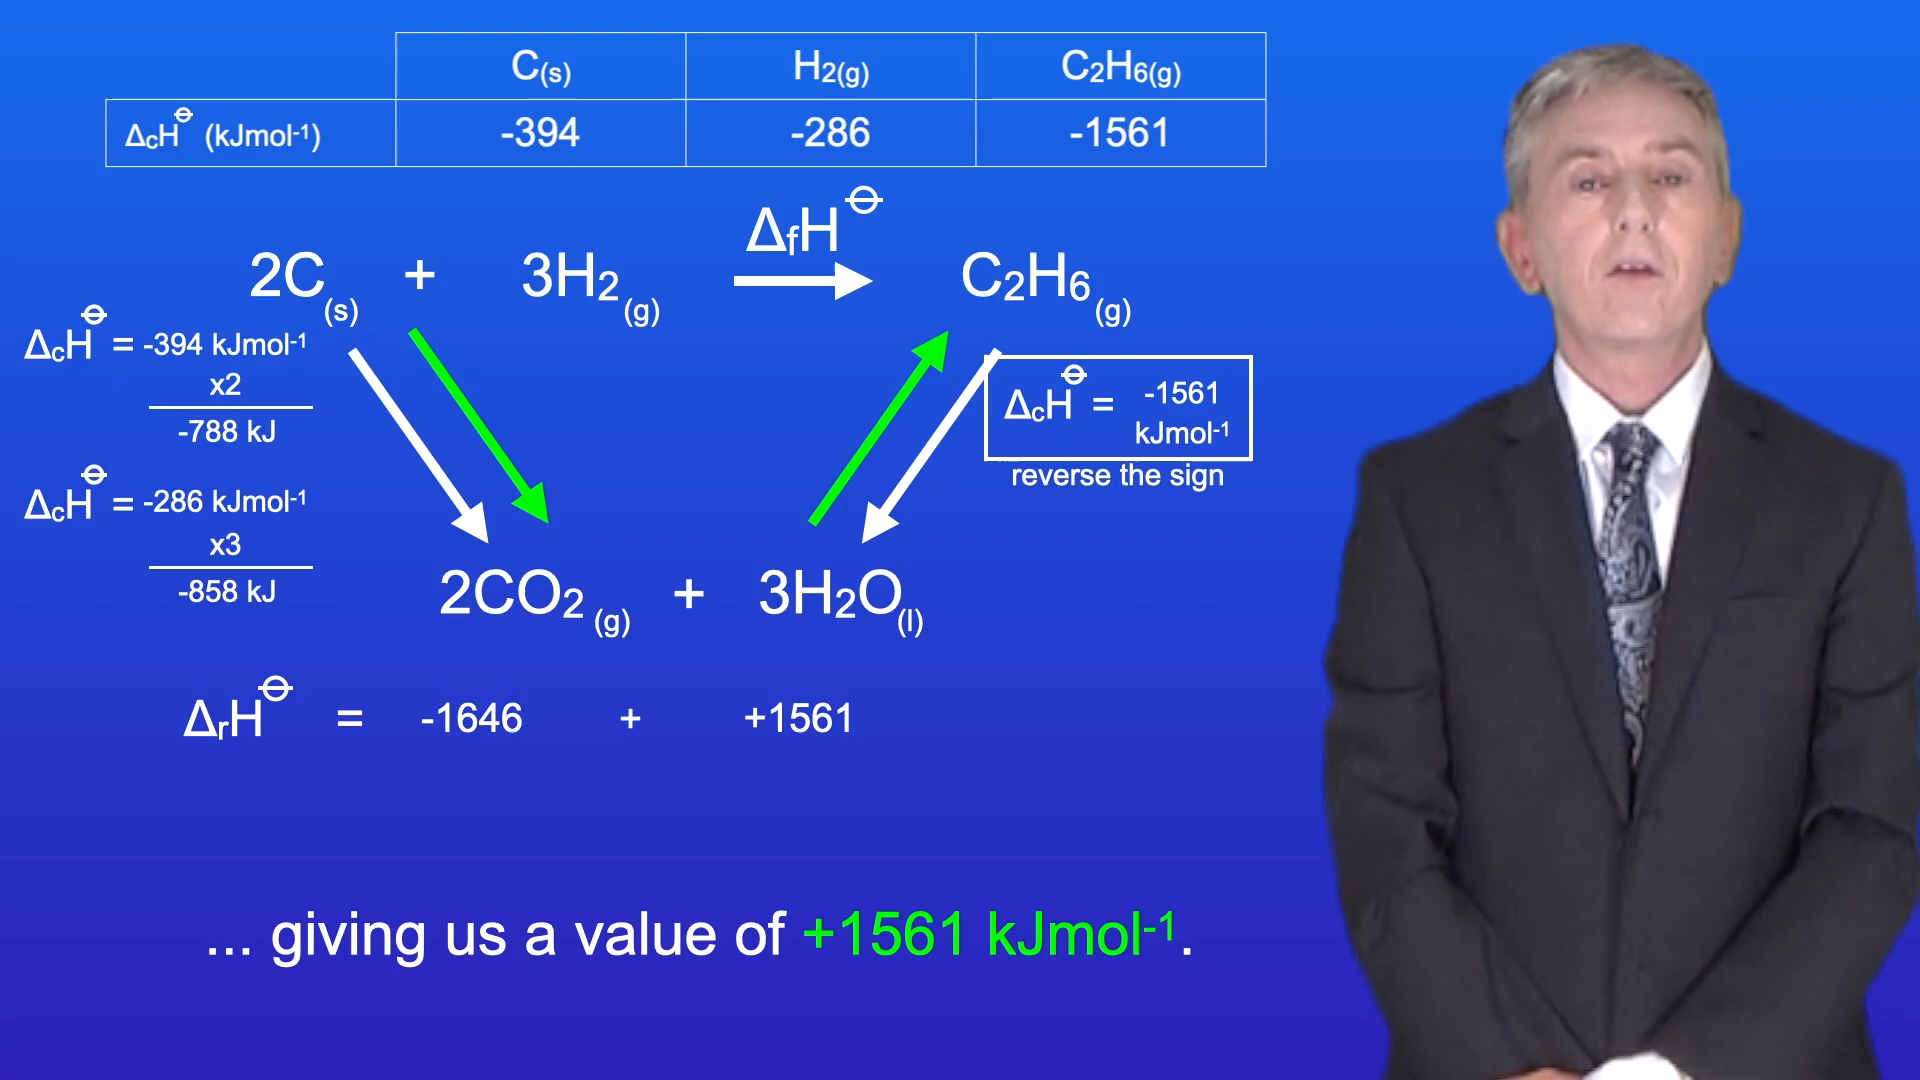 C(s) H2(g) C2H6(g)
ΔcH⊖ (kJmol-1) -394 -286 -1561
ΔfH⊖
2C(s) + 3H2(g) C2H6(g)
ΔcH⊖ = -394 kJmol-1
x2
-788 kJ
ΔcH⊖ = -1561
kJmol-1
reverse the sign
ΔcH⊖ = -286 kJmol-1
x3
-858 kJ
2CO2(g) + 3H2O(l)
ΔrH⊖ = -1646 + +1561
... giving us a value of +1561 kJmol-1.